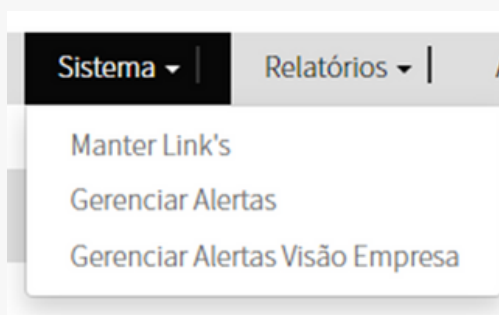 Sistema Relatórios
Manter Link's
Gerenciar Alertas
Gerenciar Alertas Visão Empresa